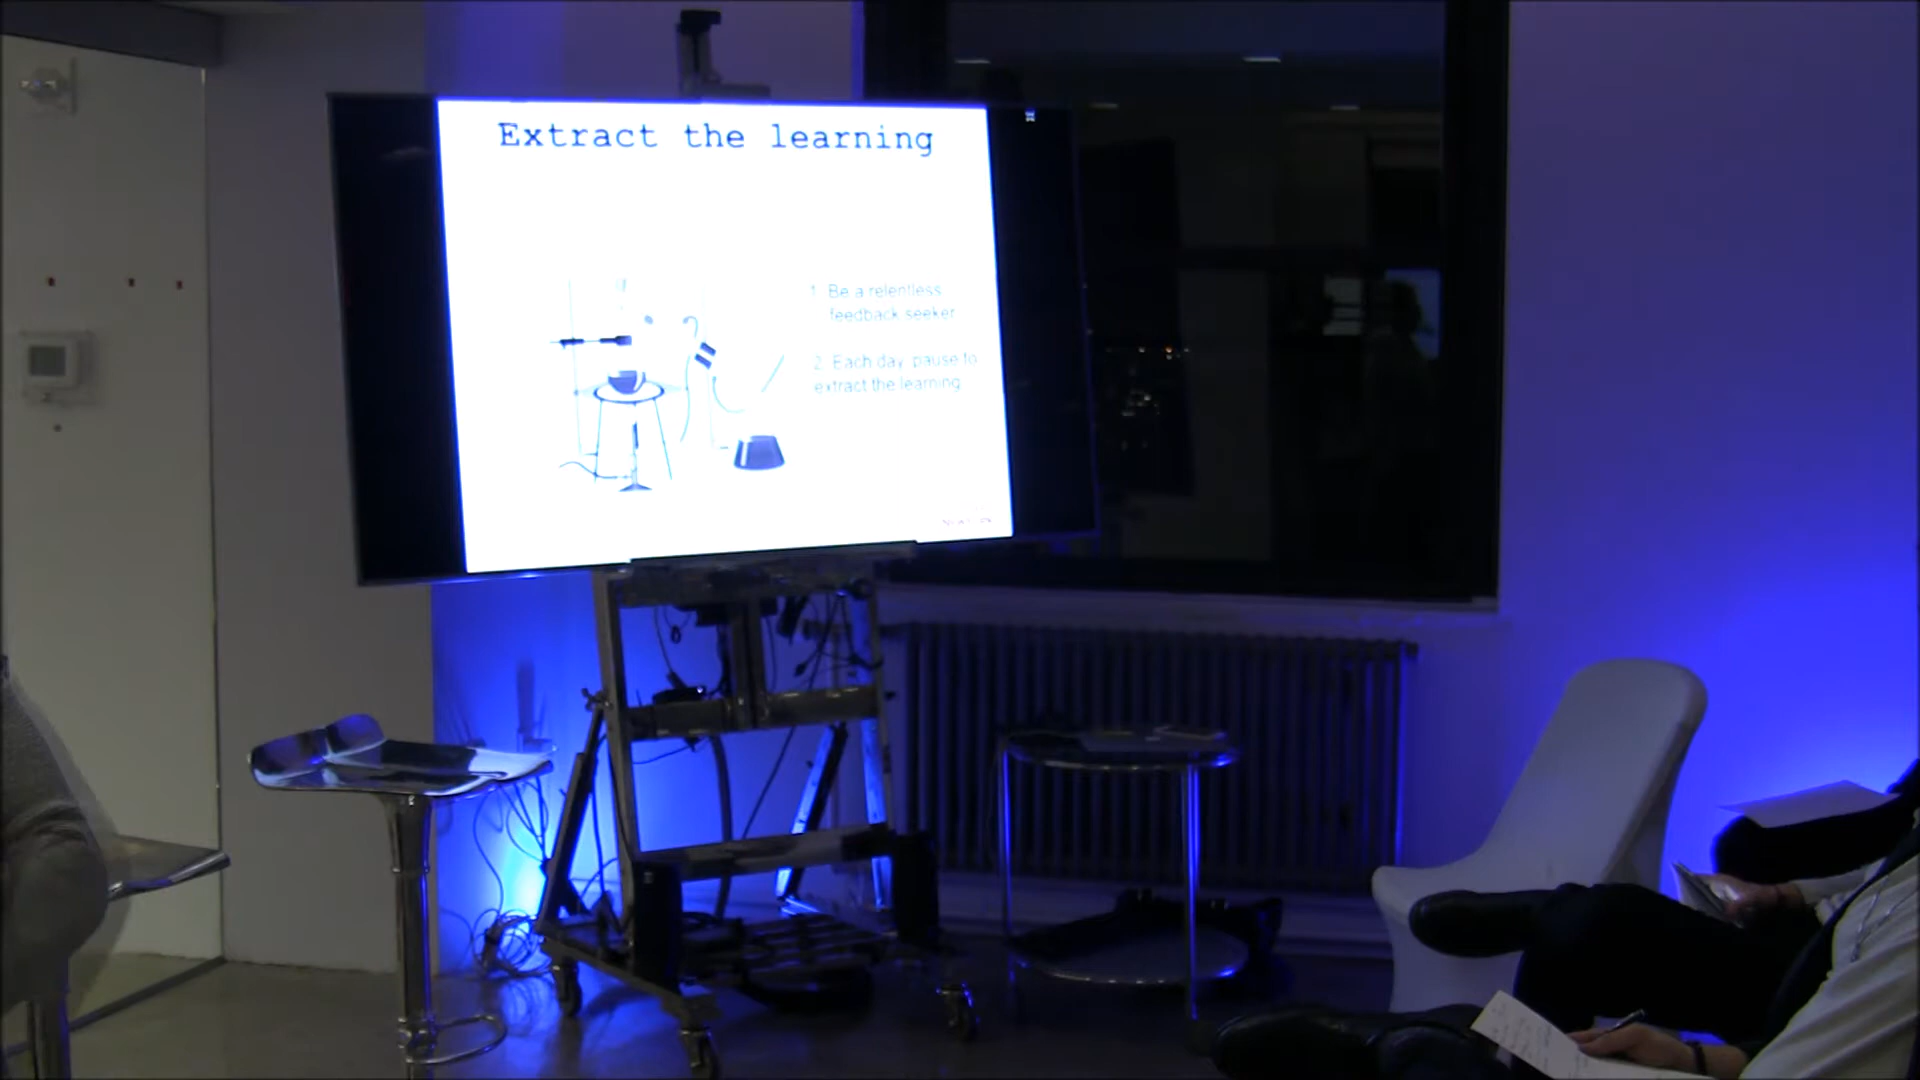 Extract the learning
1. Be a relentless
feedback seeker
2. Each day, pause to
extract the learning